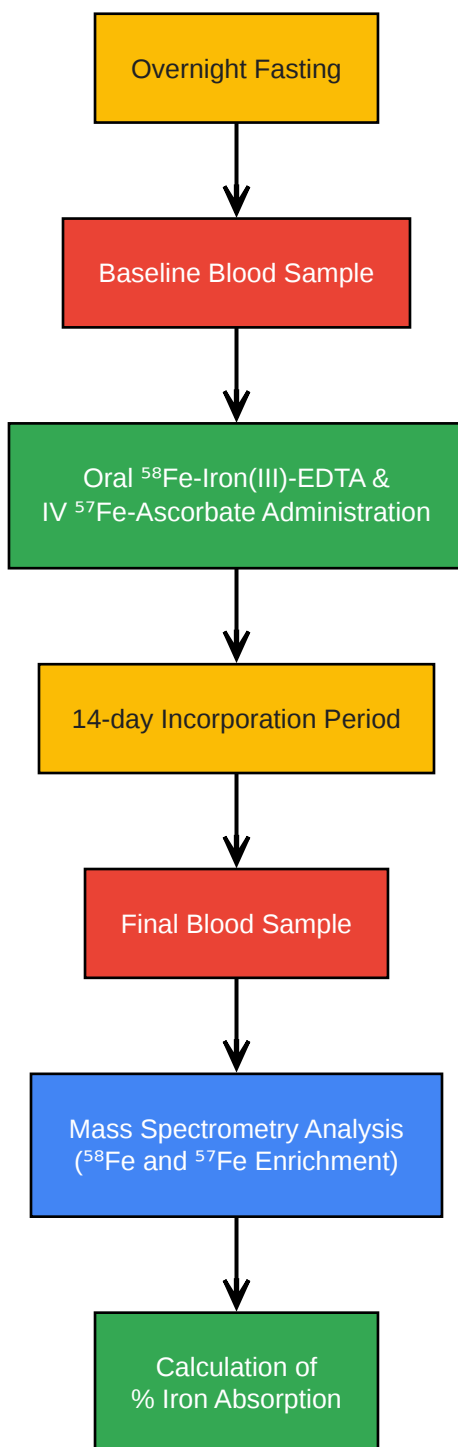 Overnight Fasting
Baseline Blood Sample
Oral ⁵⁸Fe-Iron(III)-EDTA &
IV ⁵⁷Fe-Ascorbate Administration
14-day Incorporation Period
Final Blood Sample
Mass Spectrometry Analysis
(⁵⁸Fe and ⁵⁷Fe Enrichment)
Calculation of
% Iron Absorption